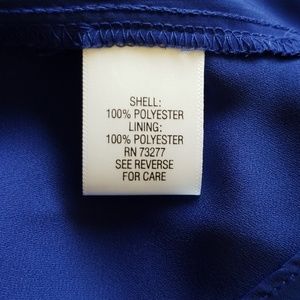 SHELL:
100% POLYESTER
LINING:
100% POLYESTER
RN 73277
SEE REVERSE
FOR CARE